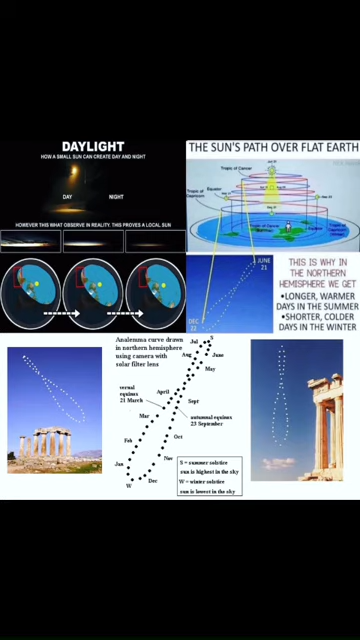 DAYLIGHT
HOW A SMALL SUN CAN CREATE DAY AND NIGHT
DAY
NIGHT
HOWEVER THIS WHAT OBSERVE IN REALITY. THIS PROVES A LOCAL SUN
THE SUN'S PATH OVER FLAT EARTH
Tropic of Cancer
Equator
Tropic of
Capricorn
JUNE
21
DEC
22
THIS IS WHY IN
THE NORTHERN
HEMISPHERE WE GET
•LONGER, WARMER
DAYS IN THE SUMMER
•SHORTER, COLDER
DAYS IN THE WINTER
Analemma curve drawn
in northern hemisphere
using camera with
solar filter lens
S
Jul
June
Aug
May
vernal
equinox
21 March
April
Sept
autumnal equinox
23 September
Mar
Oct
Feb
Nov
Jan
Dec
W
S = summer solstice
sun is highest in the sky
W = winter solstice
sun is lowest in the sky